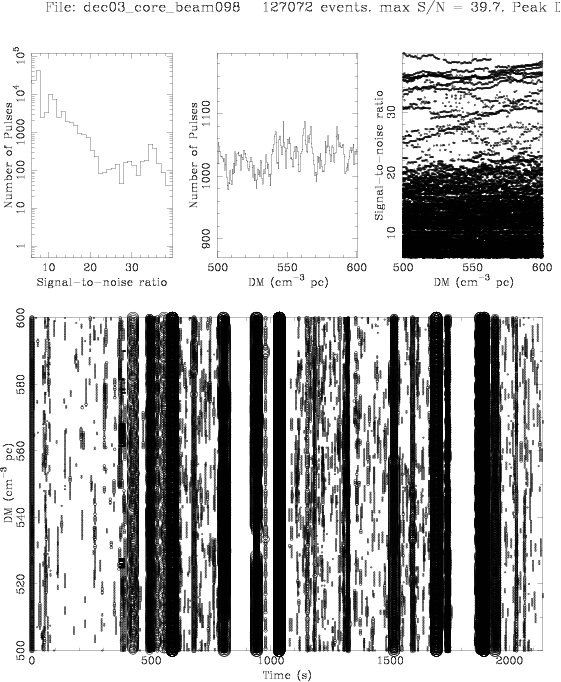 File: dec03_core_beam098 127072 events. max S/N = 39.7. Peak D
Number of Pulses
1 10 100 1000 10⁴ 10⁵
10 20 30
Signal-to-noise ratio
Number of Pulses
900 1000 1100
500 550 600
DM (cm⁻³ pc)
Signal-to-noise ratio
10 20 30
500 550 600
DM (cm⁻³ pc)
DM (cm⁻³ pc)
500 520 540 560 580 600
0 500 1000 1500 2000
Time (s)